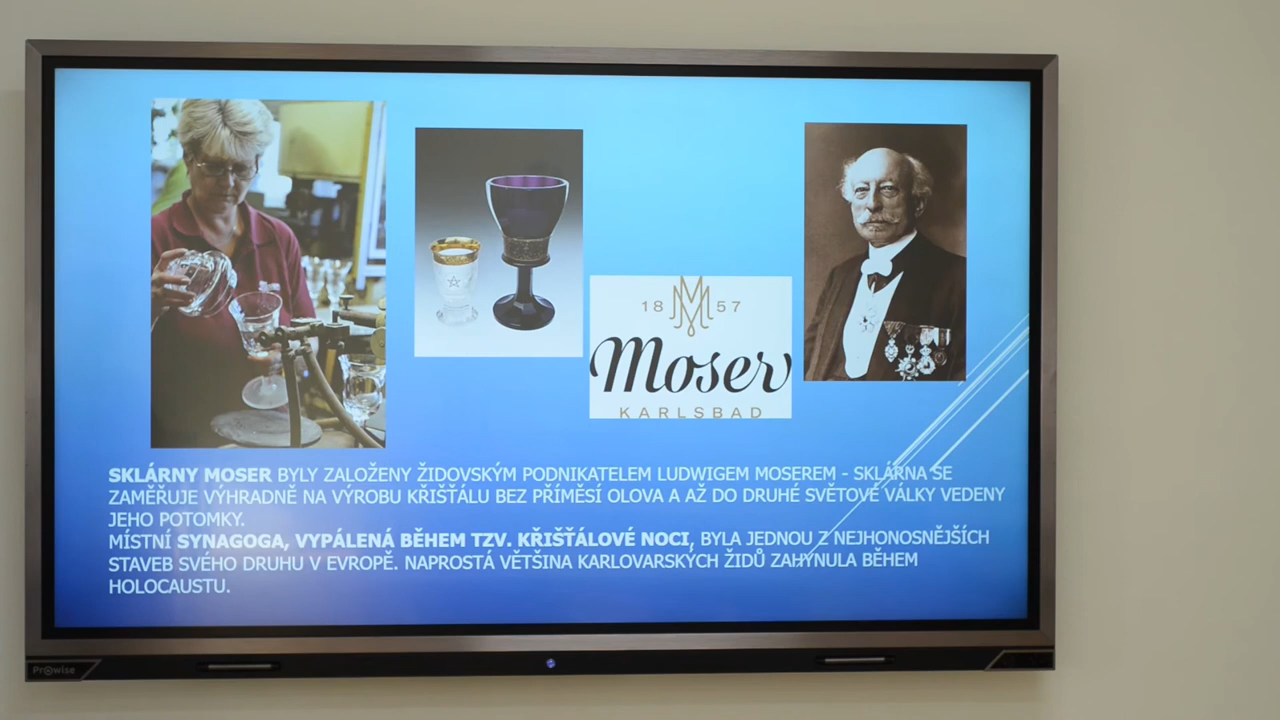 18 57
Moser
KARLSBAD
SKLÁRNY MOSER BYLY ZALOŽENY ŽIDOVSKÝM PODNIKATELEM LUDWIGEM MOSEREM - SKLÁRNA SE
ZAMĚŘUJE VÝHRADNĚ NA VÝROBU KŘIŠŤÁLU BEZ PŘÍMĚSÍ OLOVA A AŽ DO DRUHÉ SVĚTOVÉ VÁLKY VEDENY
JEHO POTOMKY.
MÍSTNÍ SYNAGOGA, VYPÁLENÁ BĚHEM TZV. KŘIŠŤÁLOVÉ NOCI, BYLA JEDNOU Z NEJHONOSNĚJŠÍCH
STAVEB SVÉHO DRUHU V EVROPĚ. NAPROSTÁ VĚTŠINA KARLOVARSKÝCH ŽIDŮ ZAHYNULA BĚHEM
HOLOCAUSTU.
Prowise